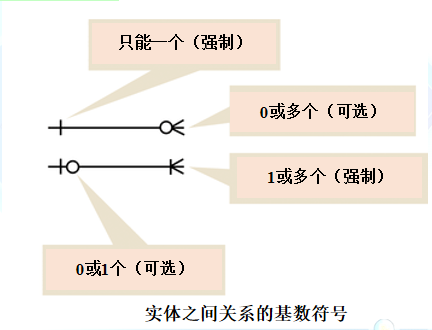 只能一个（强制）
0或多个（可选）
1或多个（强制）
0或1个（可选）
实体之间关系的基数符号